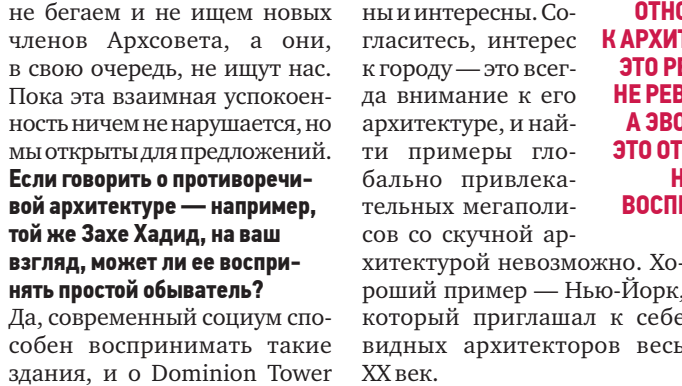 не бегаем и не ищем новых
членов Архсовета, а они,
в свою очередь, не ищут нас.
Пока эта взаимная успокоен-
ность ничем не нарушается, но
мы открыты для предложений.
Если говорить о противоречи-
вой архитектуре — например,
той же Захе Хадид, на ваш
взгляд, может ли ее воспри-
нять простой обыватель?
Да, современный социум спо-
собен воспринимать такие
здания, и о Dominion Tower
ны и интересны. Со-
гласитесь, интерес
к городу — это всег-
да внимание к его
архитектуре, и най-
ти примеры гло-
бально привлека-
тельных мегаполи-
сов со скучной ар-
хитектурой невозможно. Хо-
роший пример — Нью-Йорк,
который приглашал к себе
видных архитекторов весь
XX век.
ОТНО
К АРХИТ
ЭТО РЕ
НЕ РЕВ
А ЭВО
ЭТО ОТ
Н
ВОСПИ